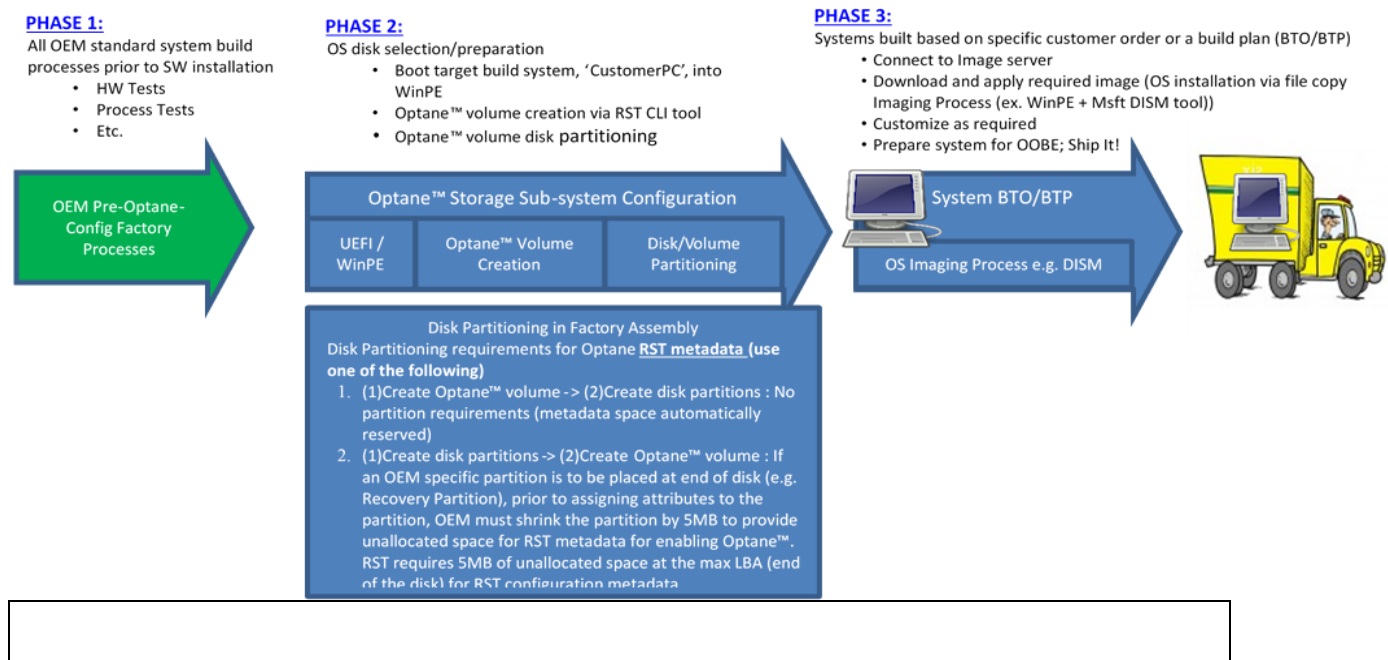 PHASE 1:
All OEM standard system build
processes prior to SW installation
• HW Tests
• Process Tests
• Etc.
OEM Pre-Optane-
Config Factory
Processes
PHASE 2:
OS disk selection/preparation
• Boot target build system, ‘CustomerPC’, into
WinPE
• Optane™ volume creation via RST CLI tool
• Optane™ volume disk partitioning
Optane™ Storage Sub-system Configuration
UEFI /
WinPE
Optane™ Volume
Creation
Disk/Volume
Partitioning
Disk Partitioning in Factory Assembly
Disk Partitioning requirements for Optane RST metadata (use
one of the following)
1. (1)Create Optane™ volume -> (2)Create disk partitions : No
partition requirements (metadata space automatically
reserved)
2. (1)Create disk partitions -> (2)Create Optane™ volume : If
an OEM specific partition is to be placed at end of disk (e.g.
Recovery Partition), prior to assigning attributes to the
partition, OEM must shrink the partition by 5MB to provide
unallocated space for RST metadata for enabling Optane™.
RST requires 5MB of unallocated space at the max LBA (end
of the disk) for RST configuration metadata
PHASE 3:
Systems built based on specific customer order or a build plan (BTO/BTP)
• Connect to Image server
• Download and apply required image (OS installation via file copy
Imaging Process (ex. WinPE + Msft DISM tool))
• Customize as required
• Prepare system for OOBE; Ship It!
System BTO/BTP
OS Imaging Process e.g. DISM